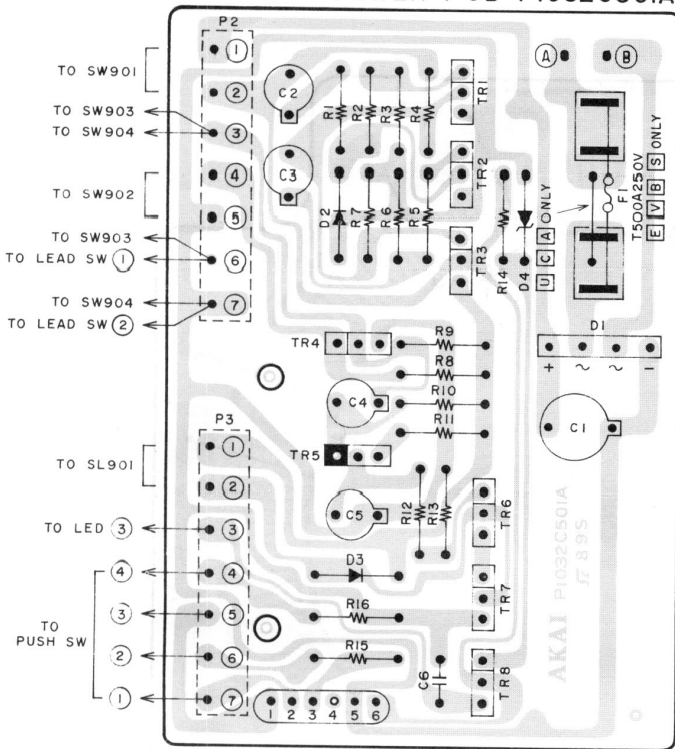 P2
TO SW901
TO SW903
TO SW904
TO SW902
TO SW903
TO LEAD SW ①
TO SW904
TO LEAD SW ②
① ② ③ ④ ⑤ ⑥ ⑦
C2
C3
R1 R2 R3 R4
TR1
TR2
D2 R7 R6 R5
TR3
R14 D4
Ⓐ Ⓑ
U C A ONLY
F1
T500A250V
E V B S ONLY
D1
+ ~ ~ −
TR4
R9
R8
R10
R11
C4
C1
TR5
C5
R12 R13
TR6
P3
TO SL901
TO LED ③
TO
PUSH SW
④
③
②
①
① ② ③ ④ ⑤ ⑥ ⑦
D3
R16
R15
C6
TR7
TR8
1 2 3 4 5 6
AKAI P1032C501A